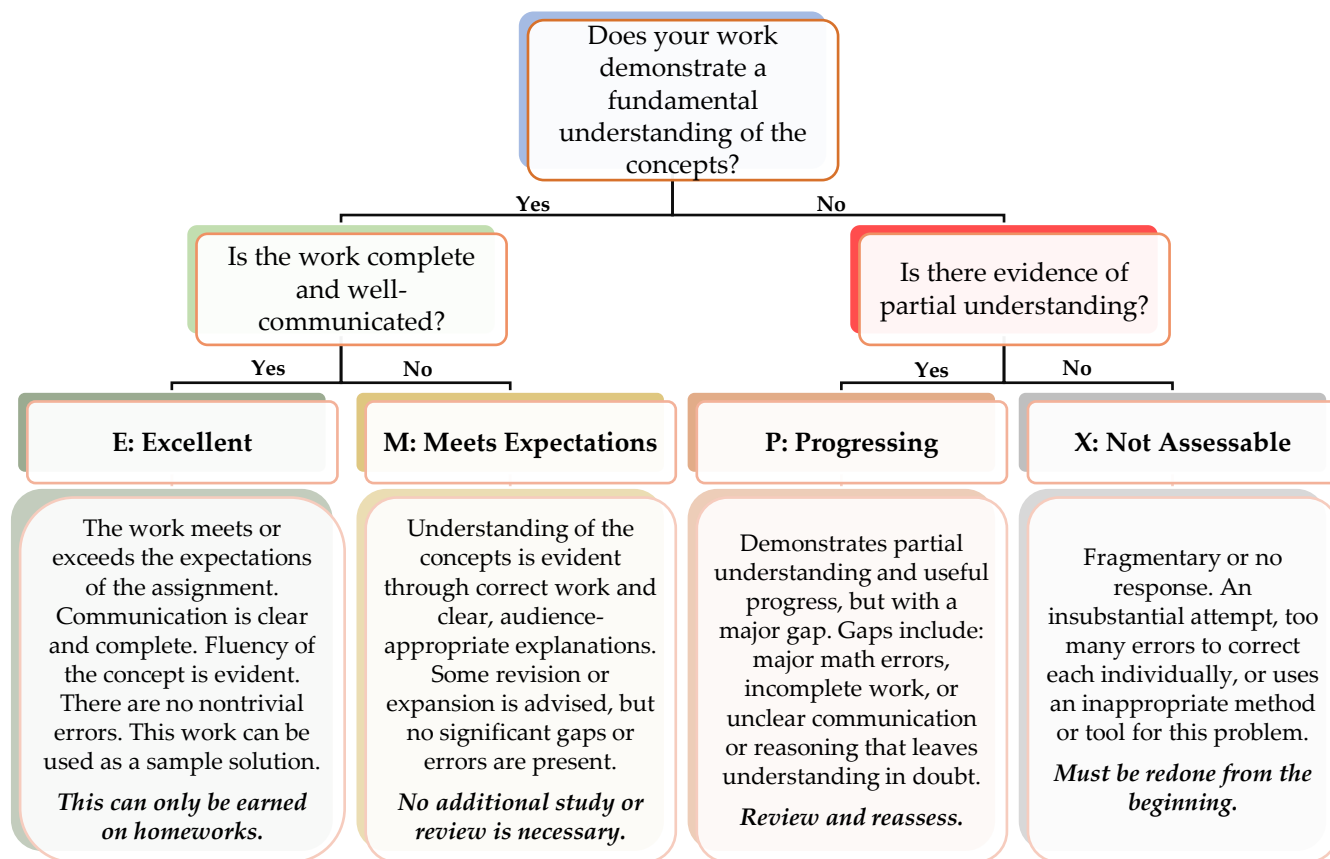 Does your work
demonstrate a
fundamental
understanding of the
concepts?
Yes
No
Is the work complete
and well-
communicated?
Is there evidence of
partial understanding?
Yes
No
Yes
No
E: Excellent
M: Meets Expectations
P: Progressing
X: Not Assessable
The work meets or
exceeds the expectations
of the assignment.
Communication is clear
and complete. Fluency of
the concept is evident.
There are no nontrivial
errors. This work can be
used as a sample solution.
This can only be earned
on homeworks.
Understanding of the
concepts is evident
through correct work and
clear, audience-
appropriate explanations.
Some revision or
expansion is advised, but
no significant gaps or
errors are present.
No additional study or
review is necessary.
Demonstrates partial
understanding and useful
progress, but with a
major gap. Gaps include:
major math errors,
incomplete work, or
unclear communication
or reasoning that leaves
understanding in doubt.
Review and reassess.
Fragmentary or no
response. An
insubstantial attempt, too
many errors to correct
each individually, or uses
an inappropriate method
or tool for this problem.
Must be redone from the
beginning.